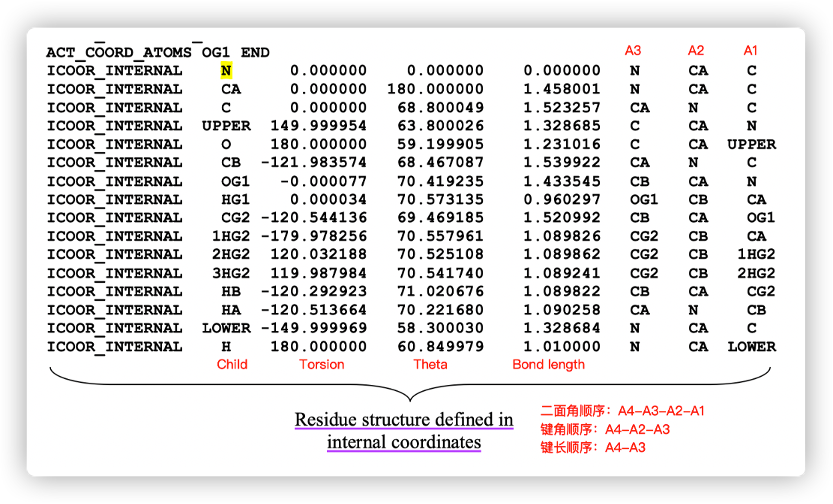 ACT_COORD_ATOMS OG1 END A3 A2 A1
ICOOR_INTERNAL N 0.000000 0.000000 0.000000 N CA C
ICOOR_INTERNAL CA 0.000000 180.000000 1.458001 N CA C
ICOOR_INTERNAL C 0.000000 68.800049 1.523257 CA N C
ICOOR_INTERNAL UPPER 149.999954 63.800026 1.328685 C CA N
ICOOR_INTERNAL O 180.000000 59.199905 1.231016 C CA UPPER
ICOOR_INTERNAL CB -121.983574 68.467087 1.539922 CA N C
ICOOR_INTERNAL OG1 -0.000077 70.419235 1.433545 CB CA N
ICOOR_INTERNAL HG1 0.000034 70.573135 0.960297 OG1 CB CA
ICOOR_INTERNAL CG2 -120.544136 69.469185 1.520992 CB CA OG1
ICOOR_INTERNAL 1HG2 -179.978256 70.557961 1.089826 CG2 CB CA
ICOOR_INTERNAL 2HG2 120.032188 70.525108 1.089862 CG2 CB 1HG2
ICOOR_INTERNAL 3HG2 119.987984 70.541740 1.089241 CG2 CB 2HG2
ICOOR_INTERNAL HB -120.292923 71.020676 1.089822 CB CA CG2
ICOOR_INTERNAL HA -120.513664 70.221680 1.090258 CA N CB
ICOOR_INTERNAL LOWER -149.999969 58.300030 1.328684 N CA C
ICOOR_INTERNAL H 180.000000 60.849979 1.010000 N CA LOWER
Child Torsion Theta Bond length
Residue structure defined in
internal coordinates
二面角顺序：A4-A3-A2-A1
键角顺序：A4-A2-A3
键长顺序：A4-A3